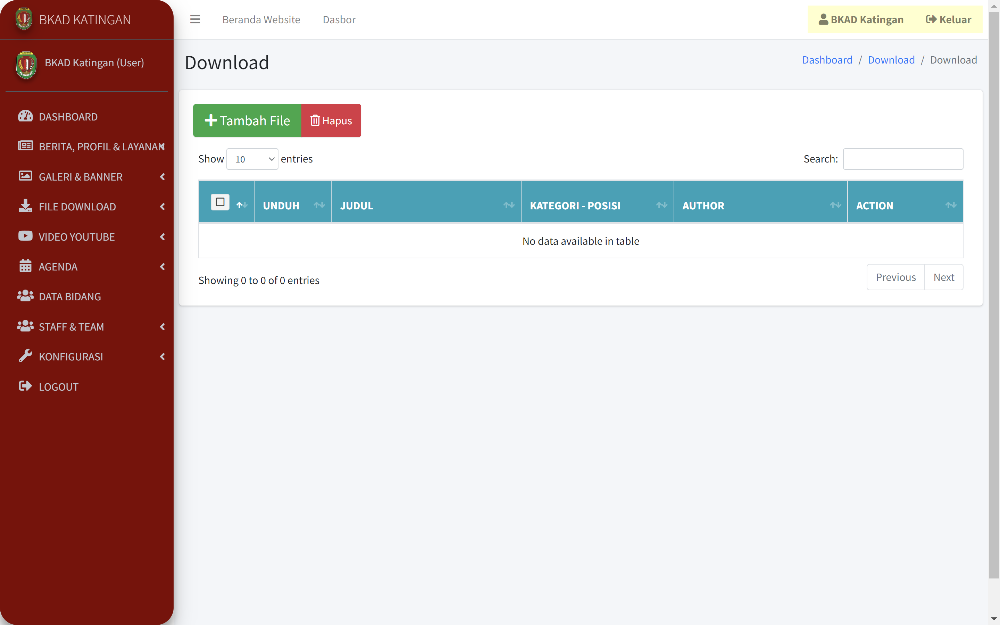 BKAD KATINGAN
Beranda Website
Dasbor
BKAD Katingan
Keluar
BKAD Katingan (User)
Download
Dashboard / Download / Download
DASHBOARD
BERITA, PROFIL & LAYANAN
GALERI & BANNER
FILE DOWNLOAD
VIDEO YOUTUBE
AGENDA
DATA BIDANG
STAFF & TEAM
KONFIGURASI
LOGOUT
Tambah File
Hapus
Show 10 entries
Search:
UNDUH
JUDUL
KATEGORI - POSISI
AUTHOR
ACTION
No data available in table
Showing 0 to 0 of 0 entries
Previous
Next